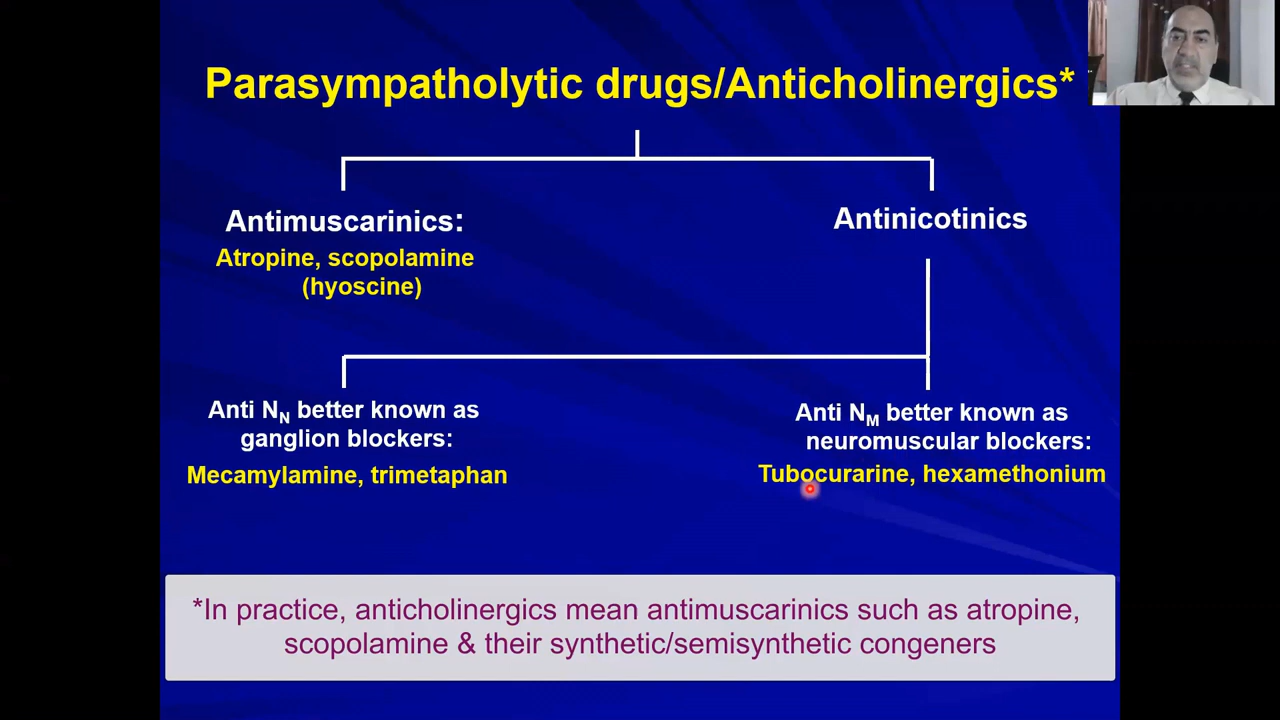 Parasympatholytic drugs/Anticholinergics*
Antimuscarinics:
Atropine, scopolamine
(hyoscine)
Antinicotinics
Anti NN better known as
ganglion blockers:
Mecamylamine, trimetaphan
Anti NM better known as
neuromuscular blockers:
Tubocurarine, hexamethonium
*In practice, anticholinergics mean antimuscarinics such as atropine,
scopolamine & their synthetic/semisynthetic congeners